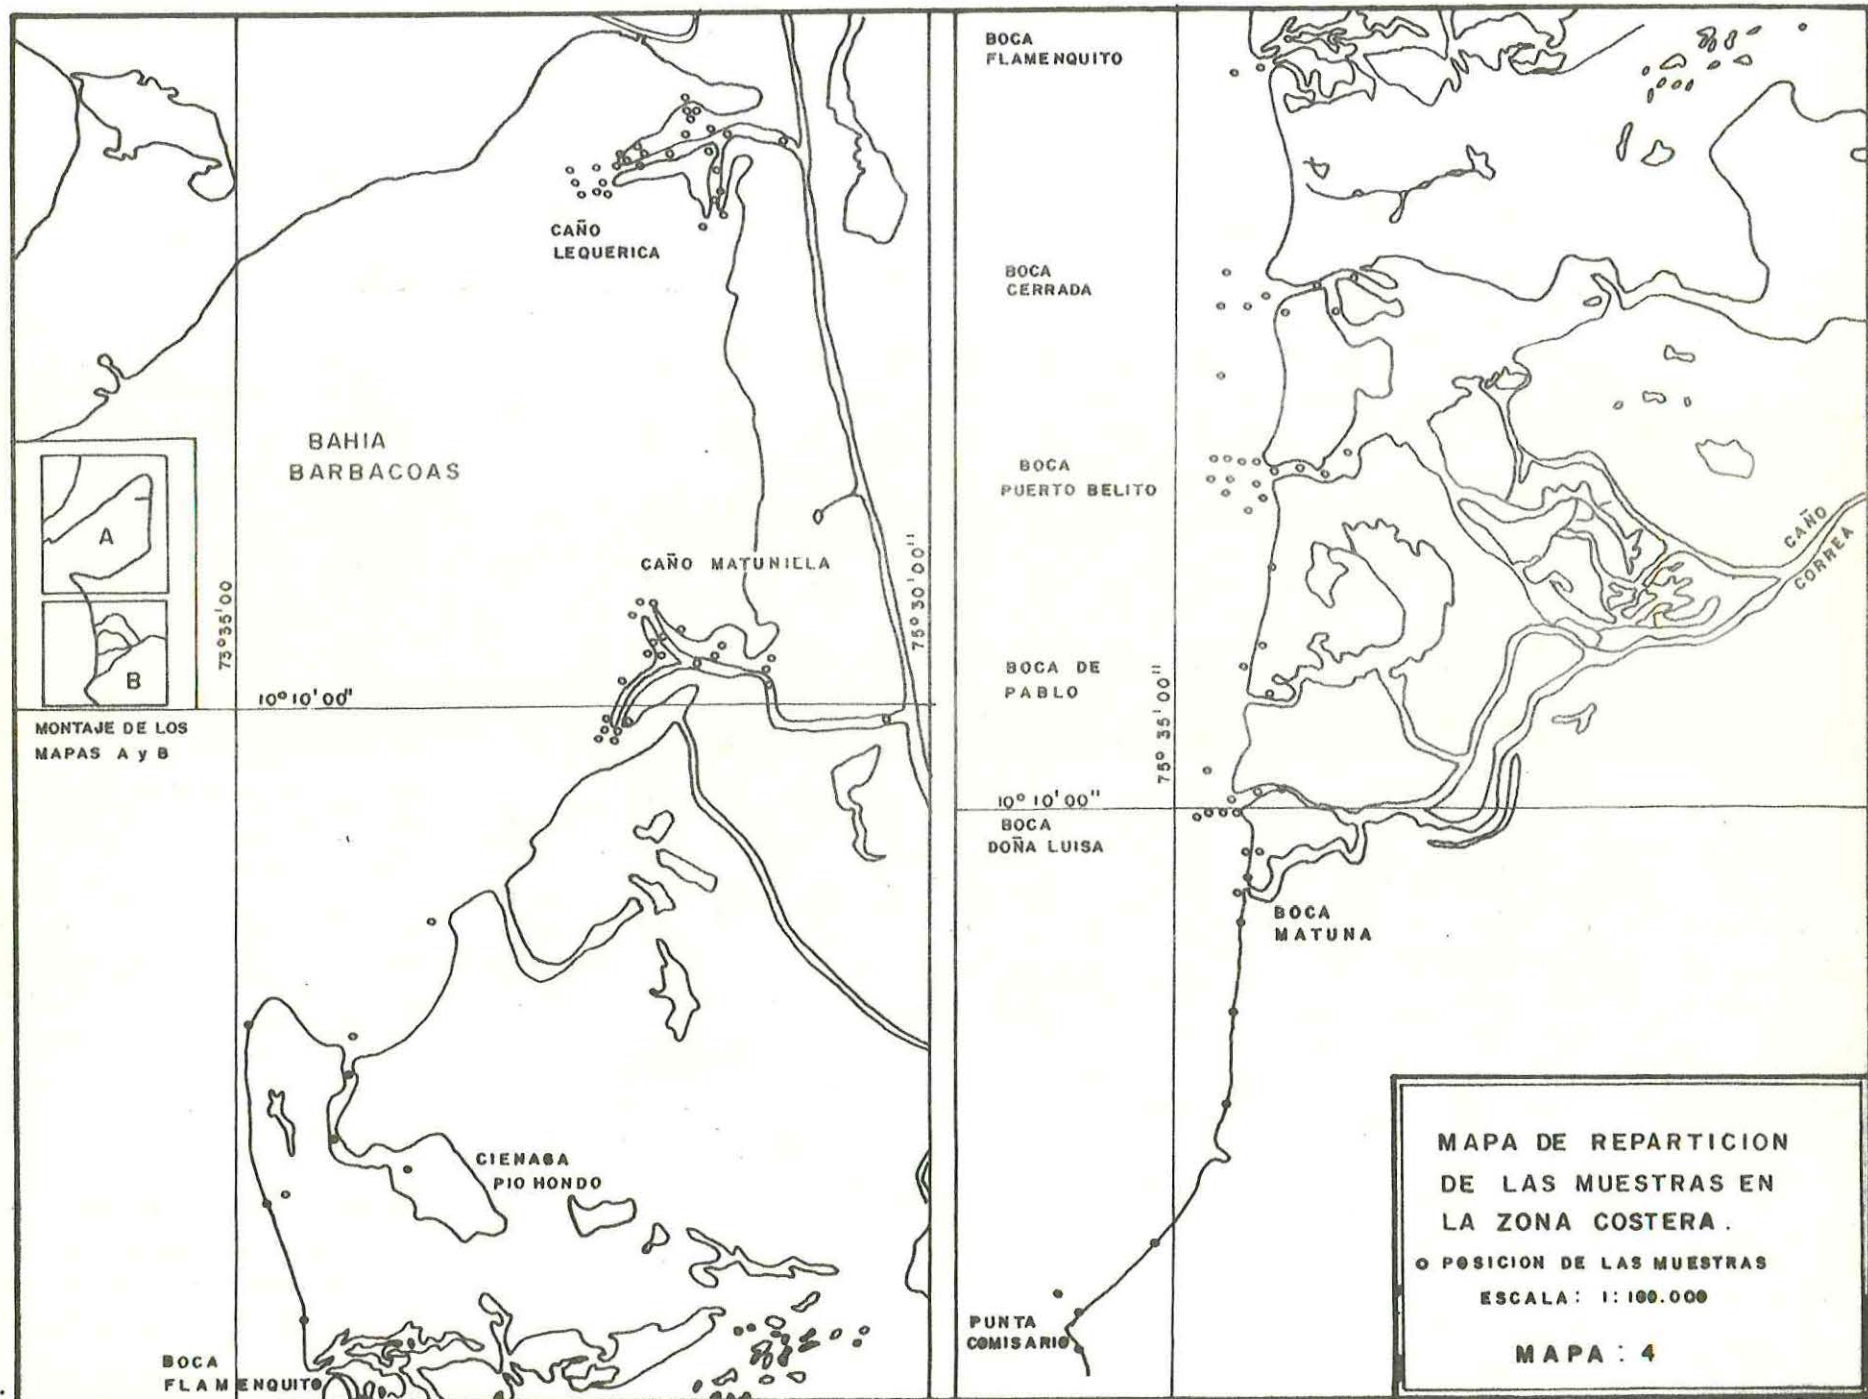 CAÑO
LEQUERICA
BAHIA
BARBACOAS
CAÑO MATUNILLA
A
B
73°35'00
75°30'00"
10°10'00"
MONTAJE DE LOS
MAPAS A y B
CIENAGA
PIO HONDO
BOCA
FLAMENQUITO
BOCA
FLAMENQUITO
BOCA
CERRADA
BOCA
PUERTO BELITO
CAÑO
CORREA
BOCA DE
PABLO
75° 35' 00"
10° 10'00"
BOCA
DOÑA LUISA
BOCA
MATUNA
PUNTA
COMISARIO
MAPA DE REPARTICION
DE LAS MUESTRAS EN
LA ZONA COSTERA.
POSICION DE LAS MUESTRAS
ESCALA: 1:100.000
MAPA : 4